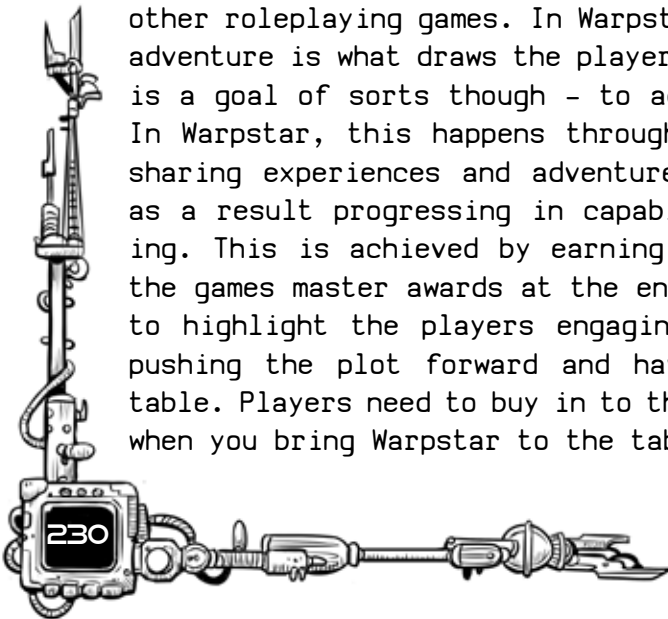 other roleplaying games. In Warpst
adventure is what draws the player
is a goal of sorts though – to a
In Warpstar, this happens through
sharing experiences and adventure
as a result progressing in capab
ing. This is achieved by earning
the games master awards at the en
to highlight the players engagin
pushing the plot forward and ha
table. Players need to buy in to th
when you bring Warpstar to the tab
230